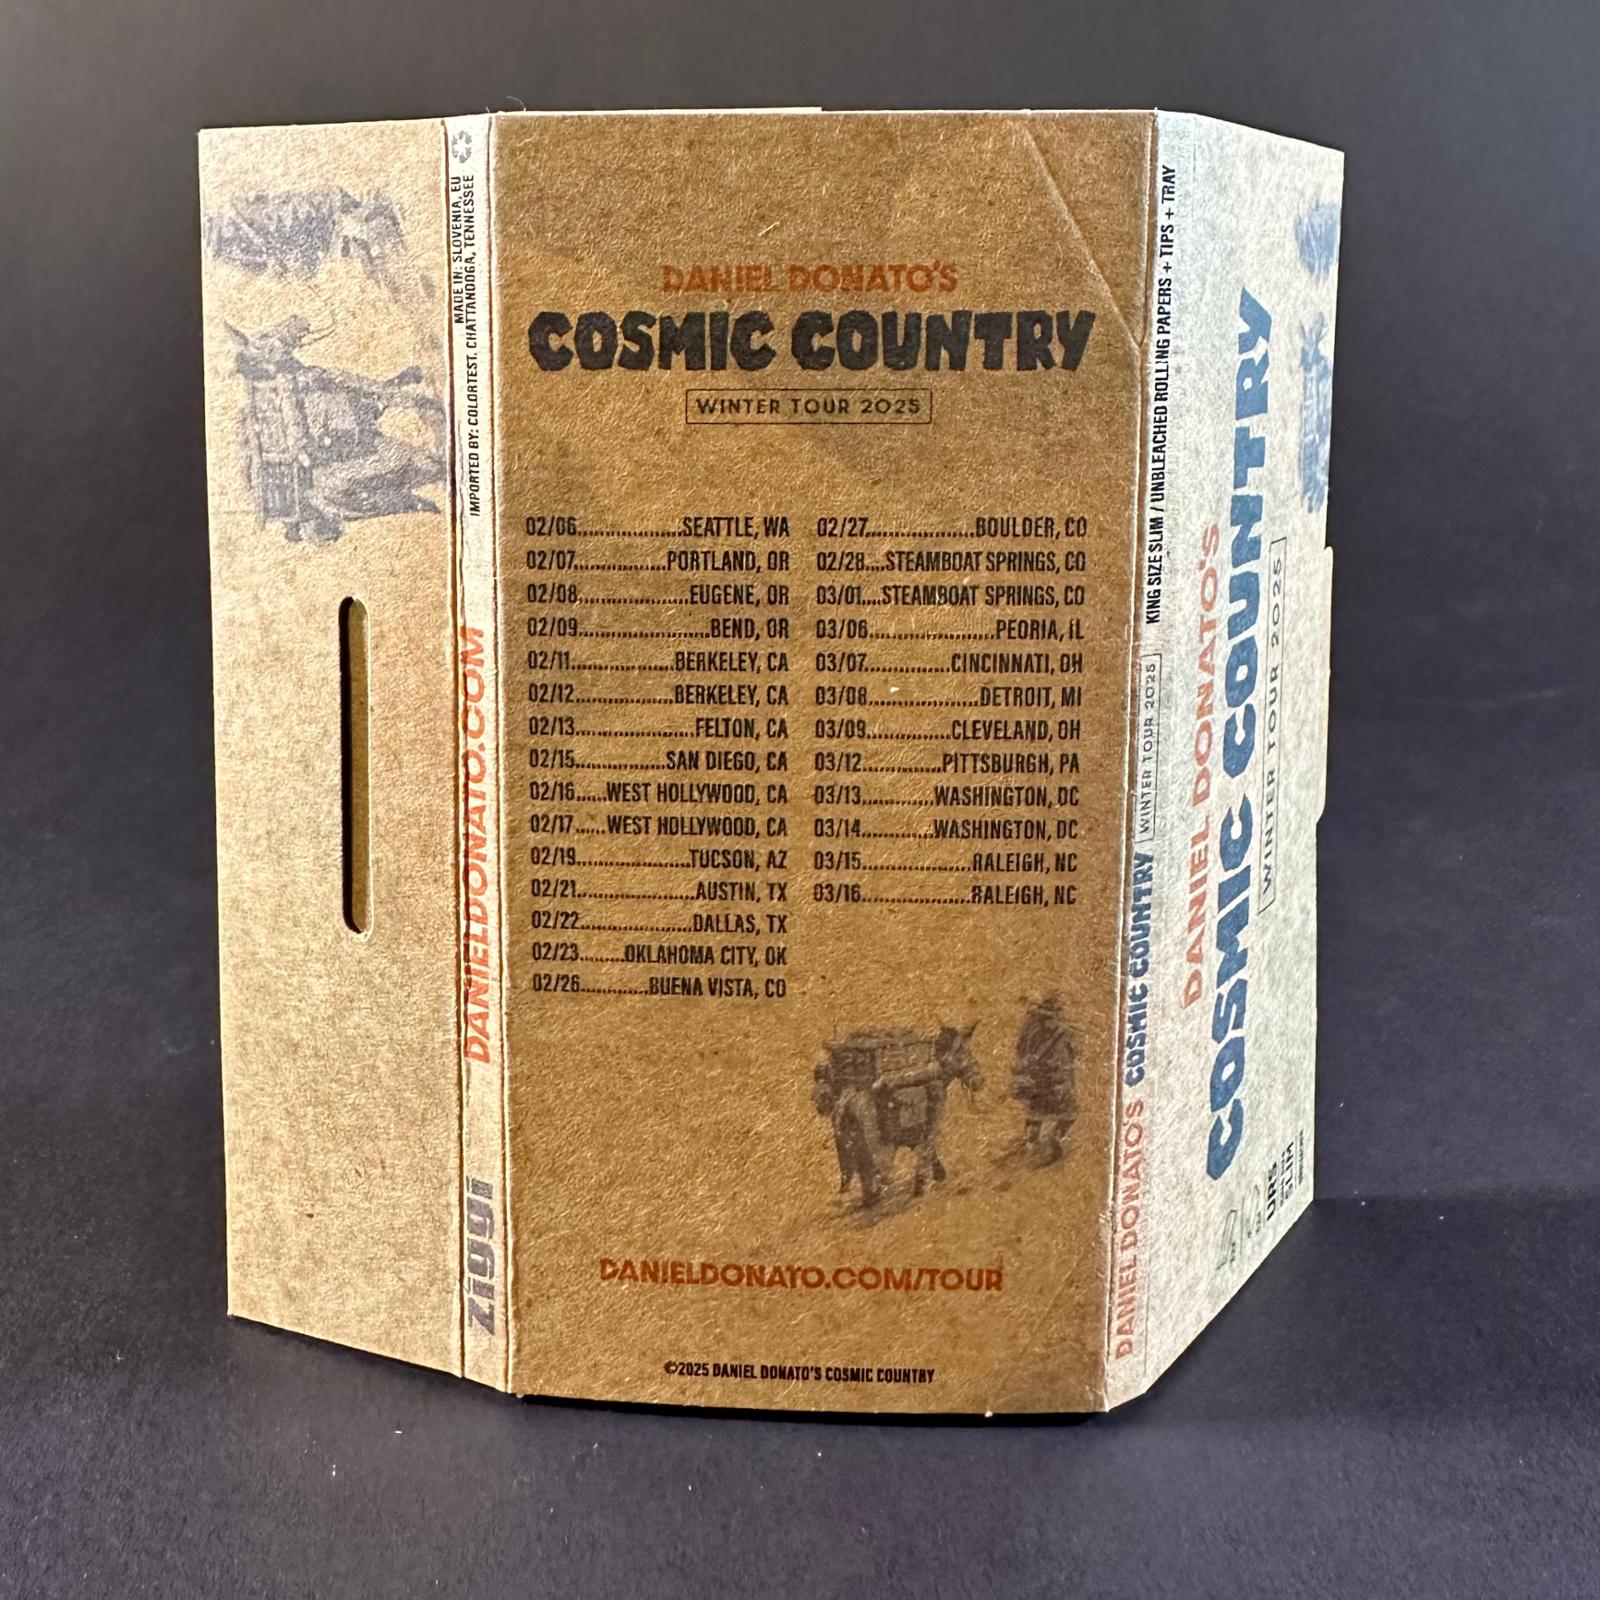 MADE IN: SLOVENIA, EU
IMPORTED BY: COLORTEST, CHATTANOOGA, TENNESSEE
DANIELDONATO.COM
ziggi
DANIEL DONATO'S
COSMIC COUNTRY
WINTER TOUR 2025
02/06..................SEATTLE, WA
02/07................PORTLAND, OR
02/08...................EUGENE, OR
02/09.......................BEND, OR
02/11..................BERKELEY, CA
02/12..................BERKELEY, CA
02/13.....................FELTON, CA
02/15................SAN DIEGO, CA
02/16......WEST HOLLYWOOD, CA
02/17......WEST HOLLYWOOD, CA
02/19....................TUCSON, AZ
02/21.....................AUSTIN, TX
02/22....................DALLAS, TX
02/23........OKLAHOMA CITY, OK
02/26............BUENA VISTA, CO
02/27...................BOULDER, CO
02/28....STEAMBOAT SPRINGS, CO
03/01....STEAMBOAT SPRINGS, CO
03/06......................PEORIA, IL
03/07...............CINCINNATI, OH
03/08...................DETROIT, MI
03/09...............CLEVELAND, OH
03/12..............PITTSBURGH, PA
03/13.............WASHINGTON, DC
03/14.............WASHINGTON, DC
03/15...................RALEIGH, NC
03/16...................RALEIGH, NC
DANIELDONATO.COM/TOUR
©2025 DANIEL DONATO'S COSMIC COUNTRY
DANIEL DONATO'S COSMIC COUNTRY WINTER TOUR 2025 KING SIZE SLIM / UNBLEACHED ROLLING PAPERS + TIPS + TRAY
DANIEL DONATO'S
COSMIC COUNTRY
WINTER TOUR 2025
URS
SLIM